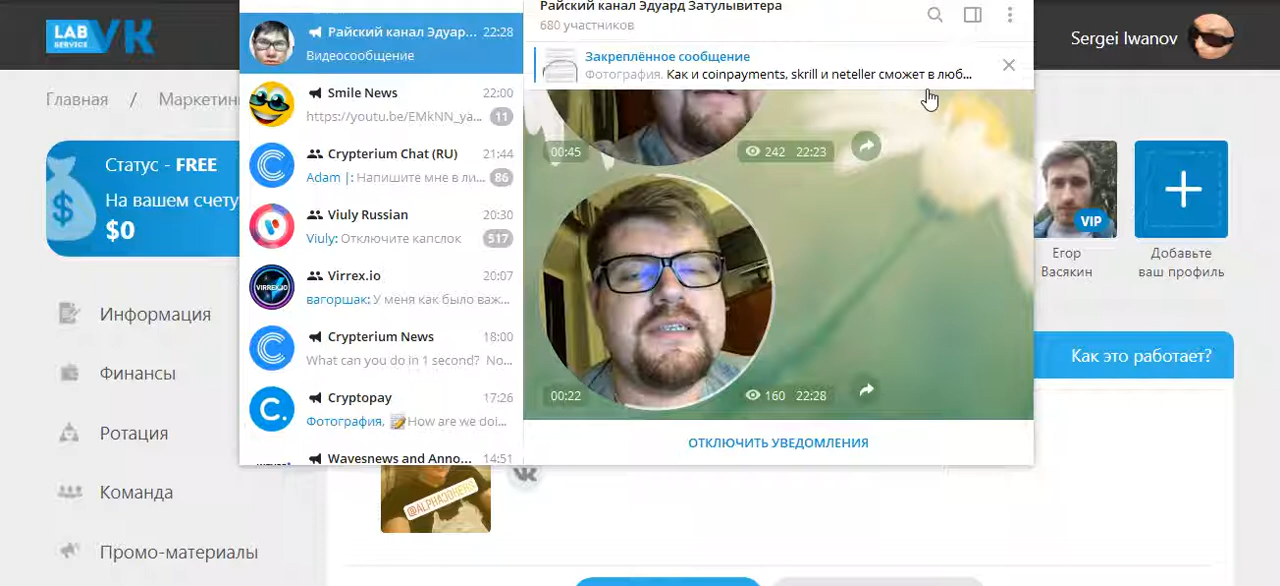 LAB
SERVICE
VK
Главная / Маркетин
Статус - FREE
На вашем счету
$0
Информация
Финансы
Ротация
Команда
Промо-материалы
Райский канал Эдуар... 22:28
Видеосообщение
Smile News 22:00
https://youtu.be/EMkNN_ya... 11
Crypterium Chat (RU) 21:44
Adam |: Напишите мне в ли... 86
Viuly Russian 20:30
Viuly: Отключите капслок 517
VIRREX.IO
Virrex.io 20:07
вагоршак: У меня как было важ...
Crypterium News 18:00
What can you do in 1 second? No...
C.
Cryptopay 17:26
Фотография, How are we doi...
Wavesnews and Anno... 14:51
Райский канал Эдуард Затулывитера
680 участников
Закреплённое сообщение
Фотография. Как и coinpayments, skrill и neteller сможет в люб...
00:45 242 22:23
00:22 160 22:28
ОТКЛЮЧИТЬ УВЕДОМЛЕНИЯ
@ALPHACASHERS
Sergei Iwanov
VIP
Егор
Васякин
Добавьте
ваш профиль
Как это работает?